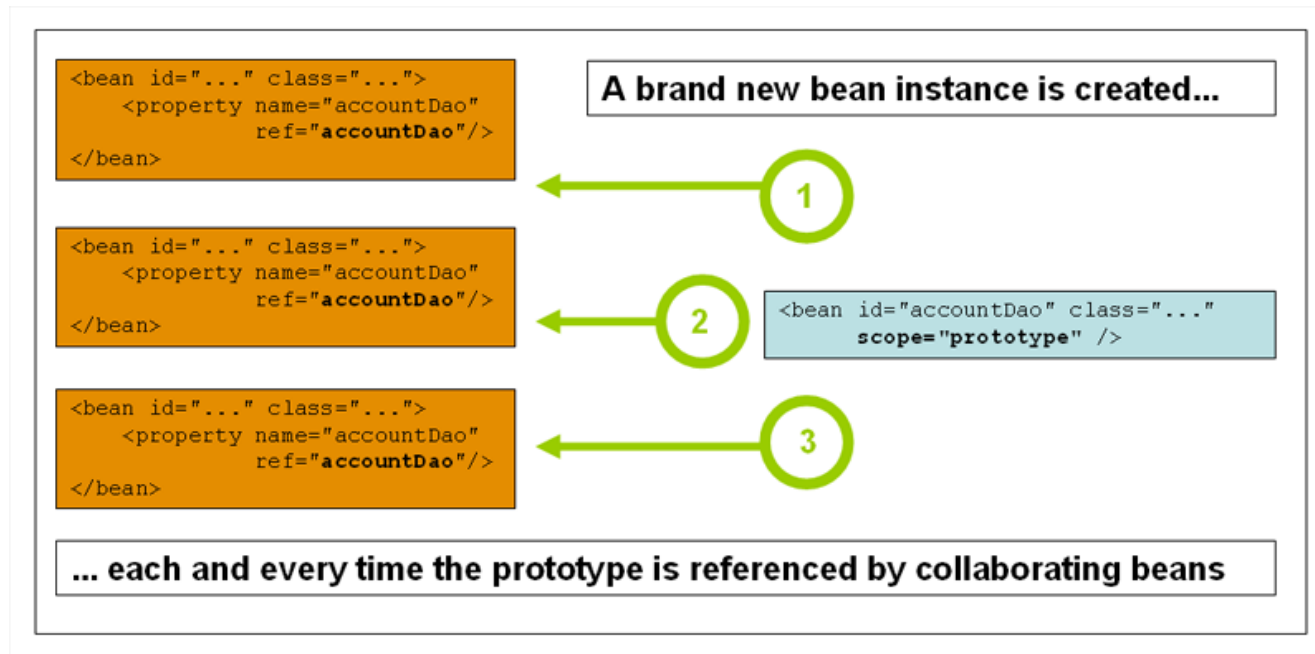 <bean id="..." class="...">
    <property name="accountDao"
              ref="accountDao"/>
</bean>
A brand new bean instance is created...
1
<bean id="..." class="...">
    <property name="accountDao"
              ref="accountDao"/>
</bean>
2
<bean id="accountDao" class="..."
      scope="prototype" />
<bean id="..." class="...">
    <property name="accountDao"
              ref="accountDao"/>
</bean>
3
... each and every time the prototype is referenced by collaborating beans